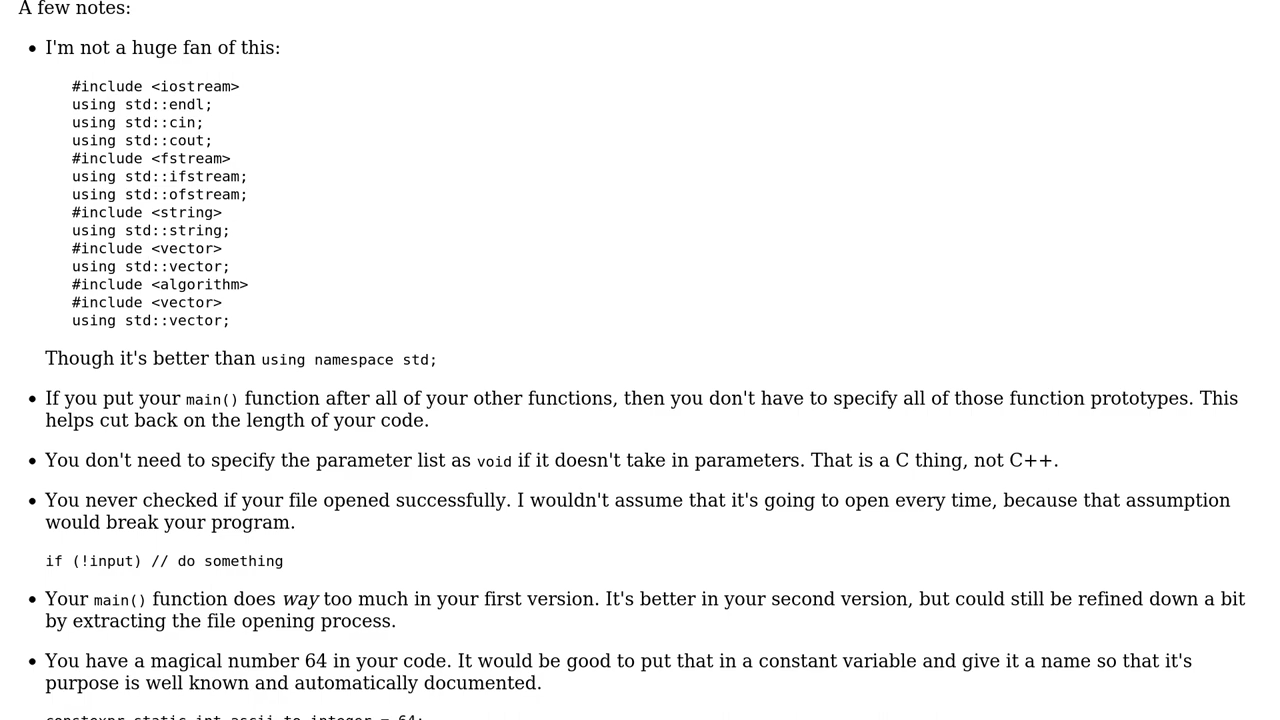 A few notes:
• I'm not a huge fan of this:
#include <iostream>
using std::endl;
using std::cin;
using std::cout;
#include <fstream>
using std::ifstream;
using std::ofstream;
#include <string>
using std::string;
#include <vector>
using std::vector;
#include <algorithm>
#include <vector>
using std::vector;
Though it's better than using namespace std;
• If you put your main() function after all of your other functions, then you don't have to specify all of those function prototypes. This
helps cut back on the length of your code.
• You don't need to specify the parameter list as void if it doesn't take in parameters. That is a C thing, not C++.
• You never checked if your file opened successfully. I wouldn't assume that it's going to open every time, because that assumption
would break your program.
if (!input) // do something
• Your main() function does way too much in your first version. It's better in your second version, but could still be refined down a bit
by extracting the file opening process.
• You have a magical number 64 in your code. It would be good to put that in a constant variable and give it a name so that it's
purpose is well known and automatically documented.
constexpr static int ascii_to_integer = 64;